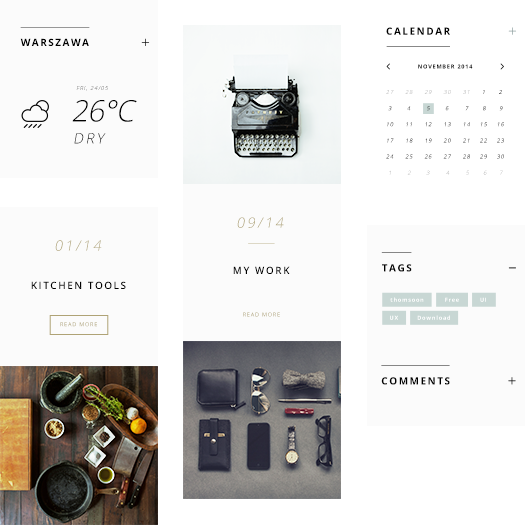 WARSZAWA +
FRI, 24/05
26°C
DRY
01/14
KITCHEN TOOLS
READ MORE
09/14
MY WORK
READ MORE
CALENDAR +
NOVEMBER 2014
27 28 29 30 31 1 2
3 4 5 6 7 8 9
10 11 12 13 14 15 16
17 18 19 20 21 22 23
24 25 26 27 28 29 30
1 2 3 4 5 6 7
TAGS −
thomsoon Free UI
UX Download
COMMENTS +